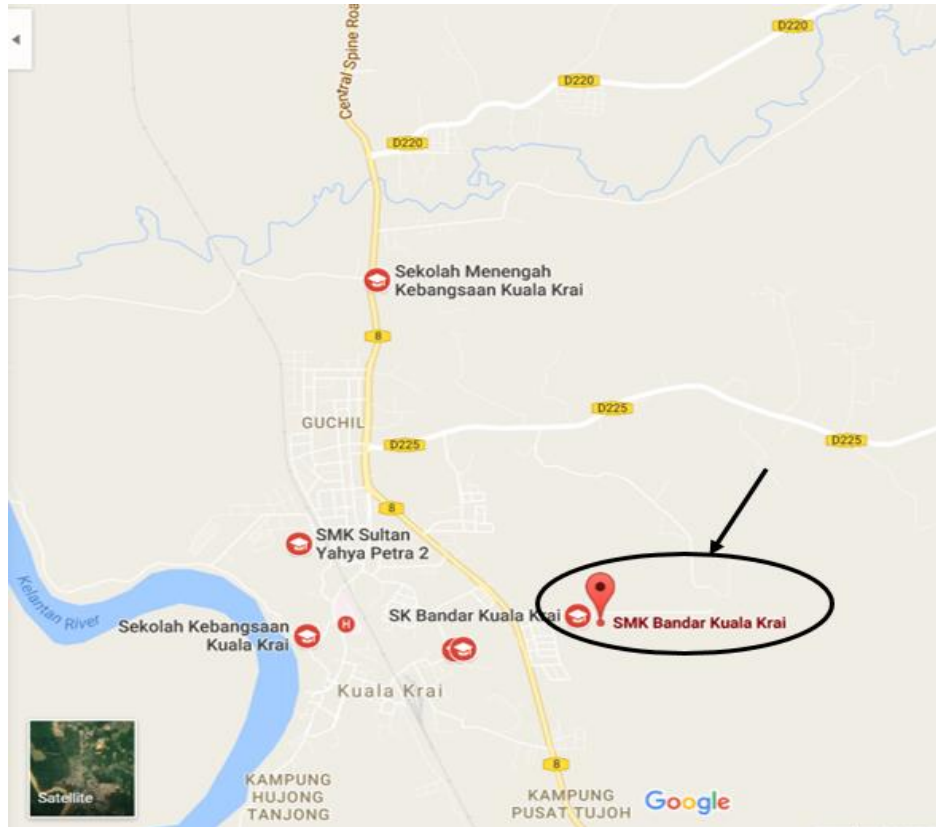 D220
Central Spine Roa
D220
D220
Sekolah Menengah
Kebangsaan Kuala Krai
8
D225
GUCHIL
D225
D225
8
SMK Sultan
Yahya Petra 2
Kelantan River
SK Bandar Kuala Krai
SMK Bandar Kuala Krai
Sekolah Kebangsaan
Kuala Krai
H
Kuala Krai
8
Satellite
KAMPUNG
HUJONG
TANJONG
KAMPUNG
PUSAT TUJOH
Google